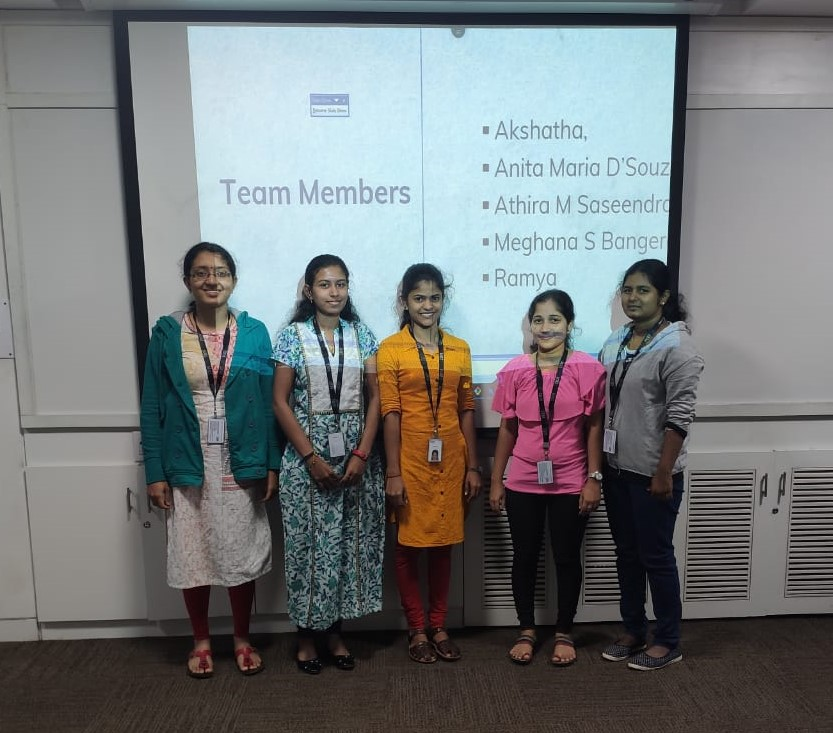 Team Members
▪ Akshatha,
▪ Anita Maria D'Souz
▪ Athira M Saseendra
▪ Meghana S Banger
▪ Ramya